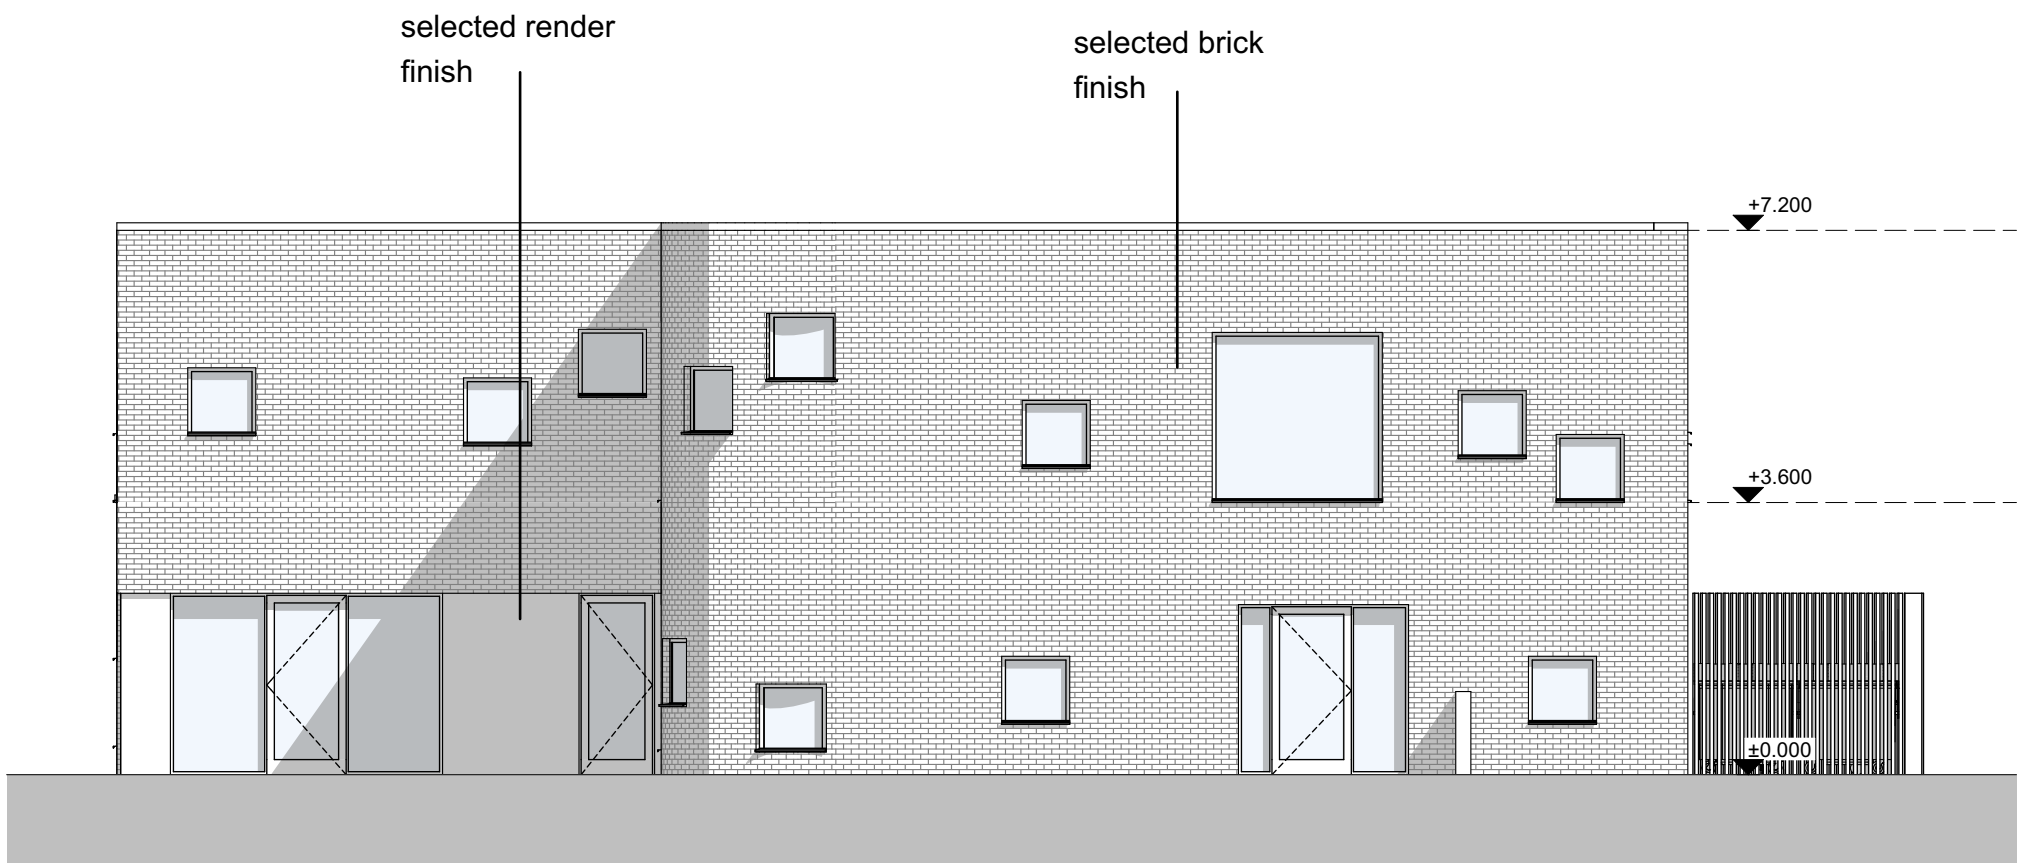 selected render
finish
selected brick
finish
+7.200
+3.600
±0.000